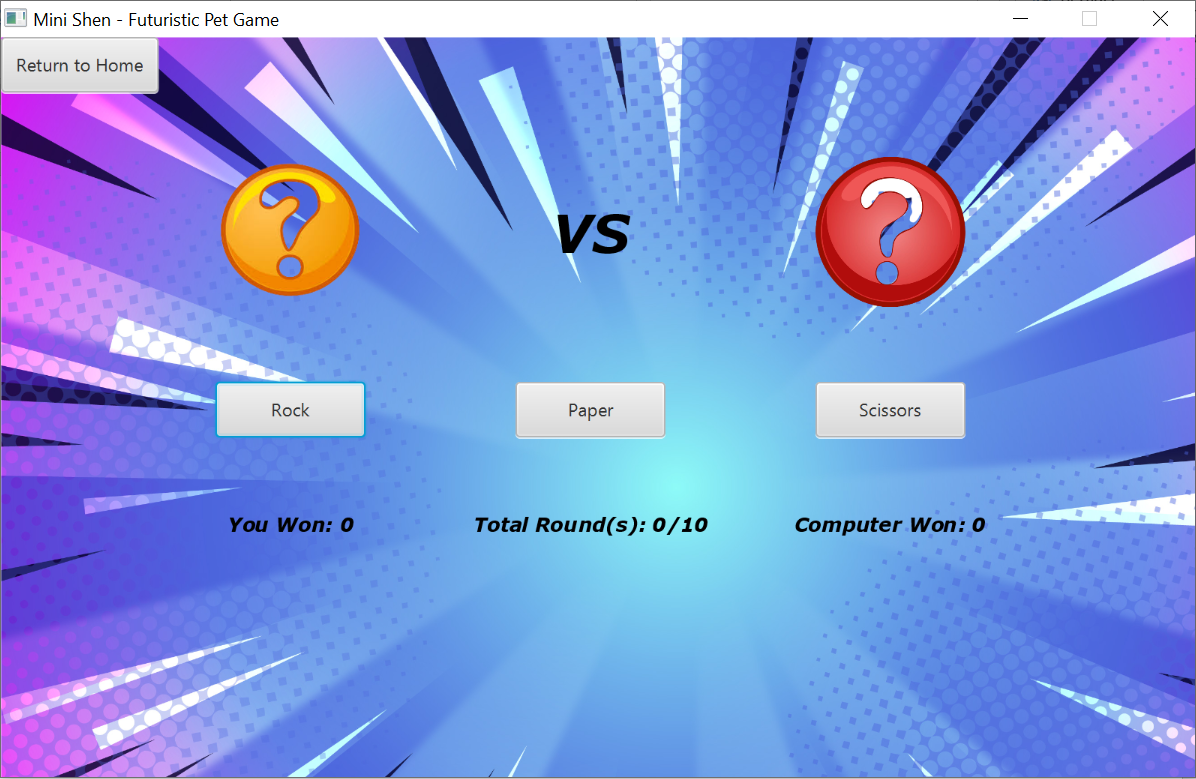 Mini Shen - Futuristic Pet Game
Return to Home
? VS ?
Rock Paper Scissors
You Won: 0 Total Round(s): 0/10 Computer Won: 0